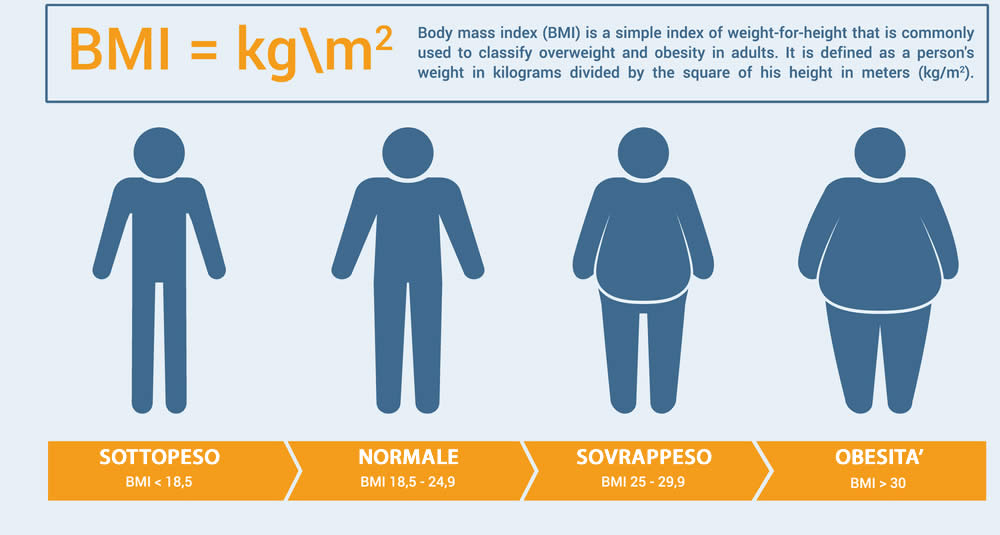 BMI = kg\m²
Body mass index (BMI) is a simple index of weight-for-height that is commonly
used to classify overweight and obesity in adults. It is defined as a person's
weight in kilograms divided by the square of his height in meters (kg/m²).
SOTTOPESO
BMI < 18,5
NORMALE
BMI 18,5 - 24,9
SOVRAPPESO
BMI 25 - 29,9
OBESITA’
BMI > 30